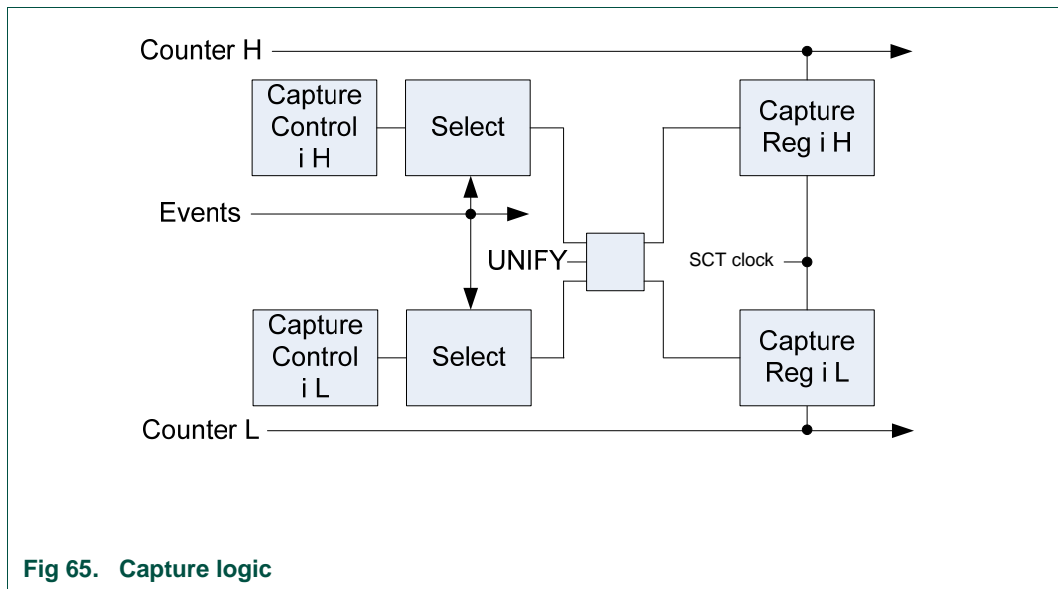 Counter H
Capture
Control
i H
Select
Capture
Reg i H
Events
UNIFY
SCT clock
Capture
Control
i L
Select
Capture
Reg i L
Counter L
Fig 65. Capture logic